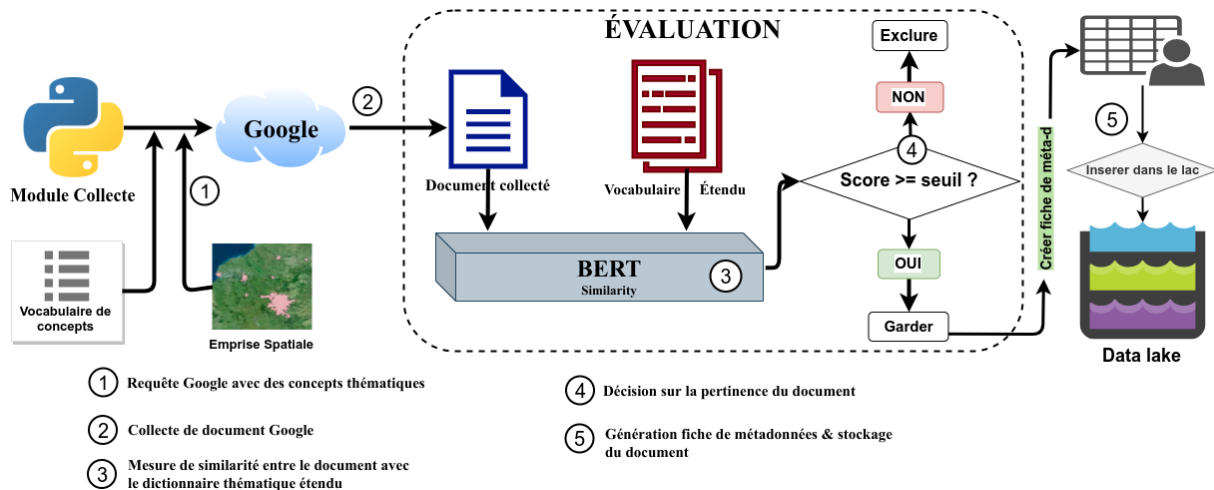 ÉVALUATION
Exclure
NON
2
Google
Module Collecte
1
Document collecté
Vocabulaire Étendu
4
Score >= seuil ?
Créer fiche de méta-d
5
Inserer dans le lac
BERT
Similarity
3
OUI
Garder
Vocabulaire de
concepts
Emprise Spatiale
Data lake
1 Requête Google avec des concepts thématiques
2 Collecte de document Google
3 Mesure de similarité entre le document avec
le dictionnaire thématique étendu
4 Décision sur la pertinence du document
5 Génération fiche de métadonnées & stockage
du document